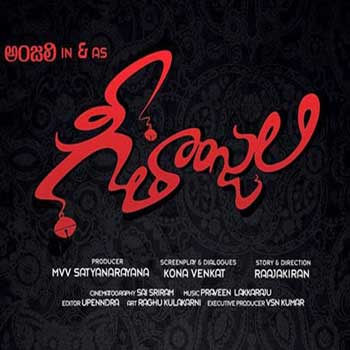 అంజలి IN & AS
గీతాంజలి
PRODUCER
MVV SATYANARAYANA
SCREENPLAY & DIALOGUES
KONA VENKAT
STORY & DIRECTION
RAAJAKIRAN
CINEMATOGRAPHY SAI SRIRAM MUSIC PRAVEEN LAKKARAJU
EDITOR UPENNDRA ART RAGHU KULAKARNI EXECUTIVE PRODUCER VSN KUMAR